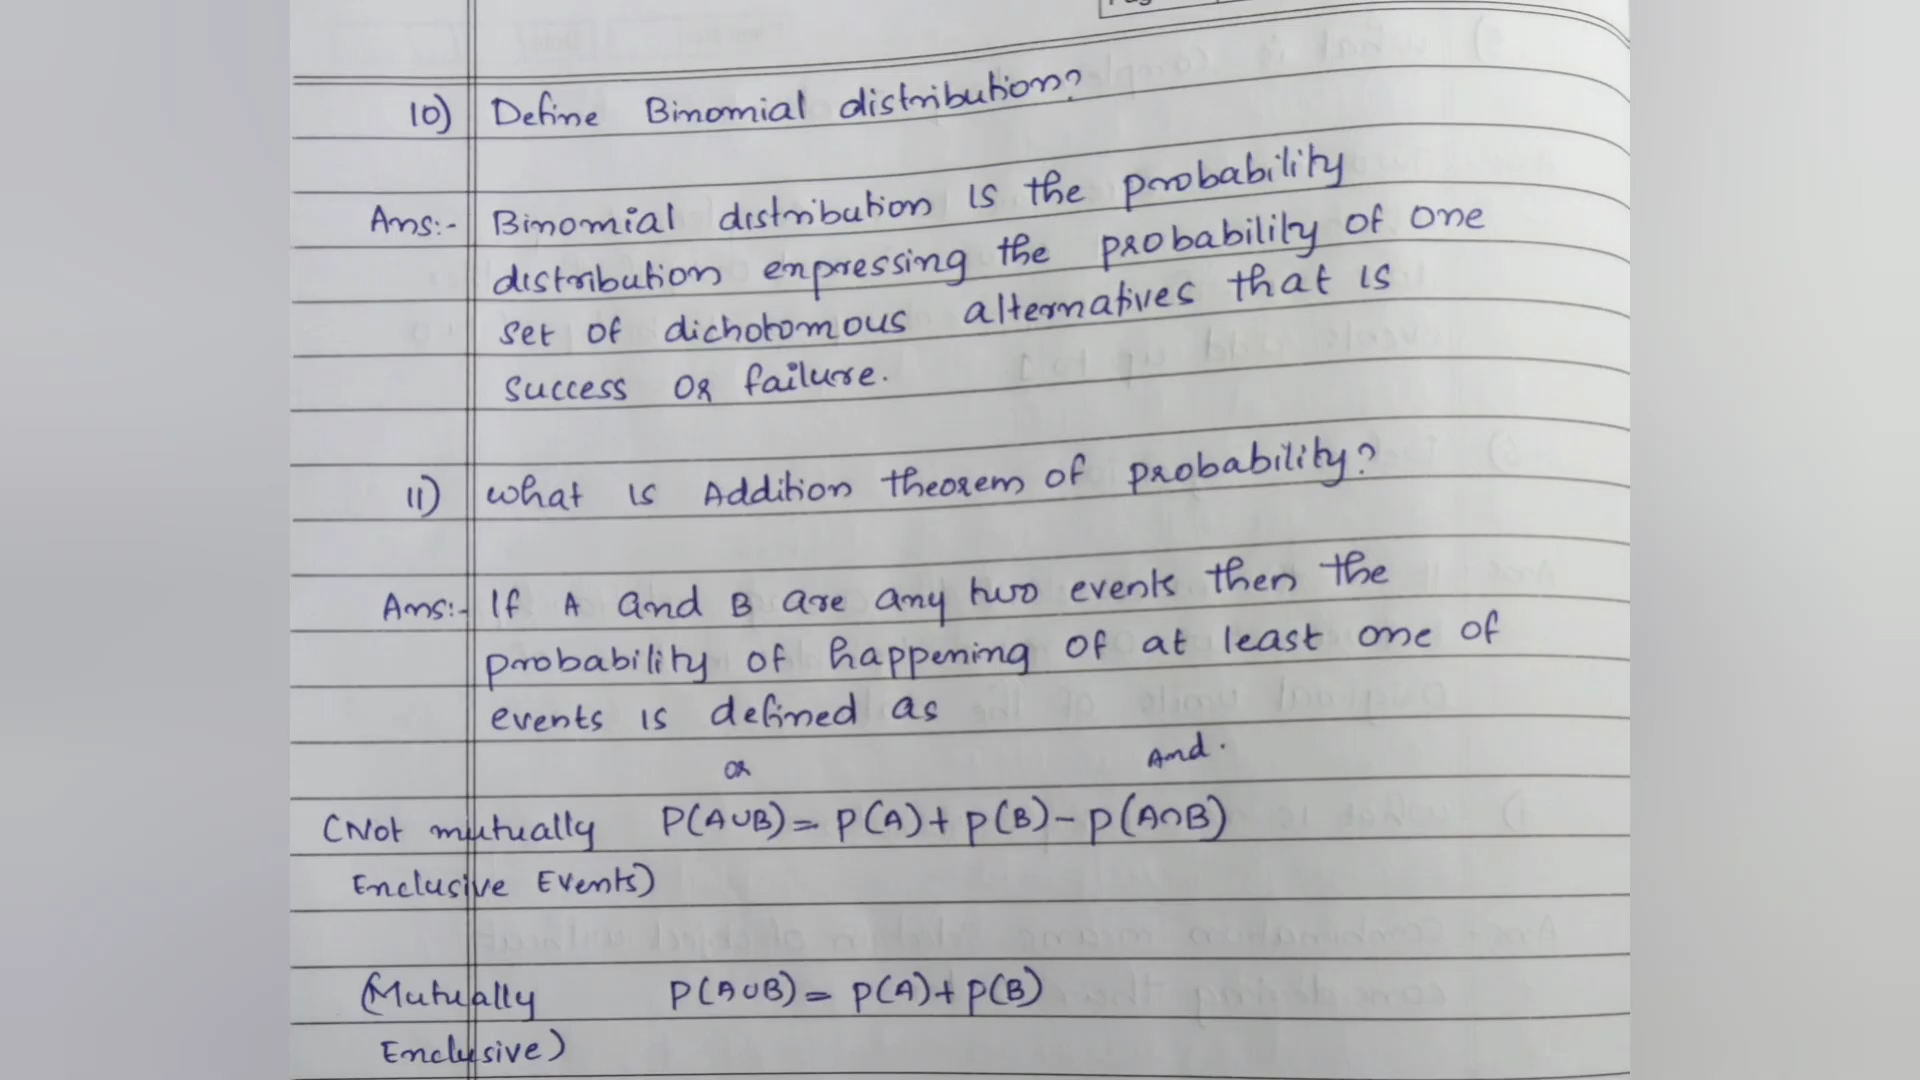 10) Define Binomial distribution?
Ans:- Binomial distribution is the probability
distribution expressing the probability of one
set of dichotomous alternatives that is
success or failure.
11) what is Addition theorem of probability?
Ans:- If A and B are any two events then the
probability of happening of at least one of
events is defined as
or And.
(Not mutually P(A∪B) = P(A) + P(B) - P(A∩B)
Exclusive Events)
(Mutually P(A∪B) = P(A) + P(B)
Exclusive)